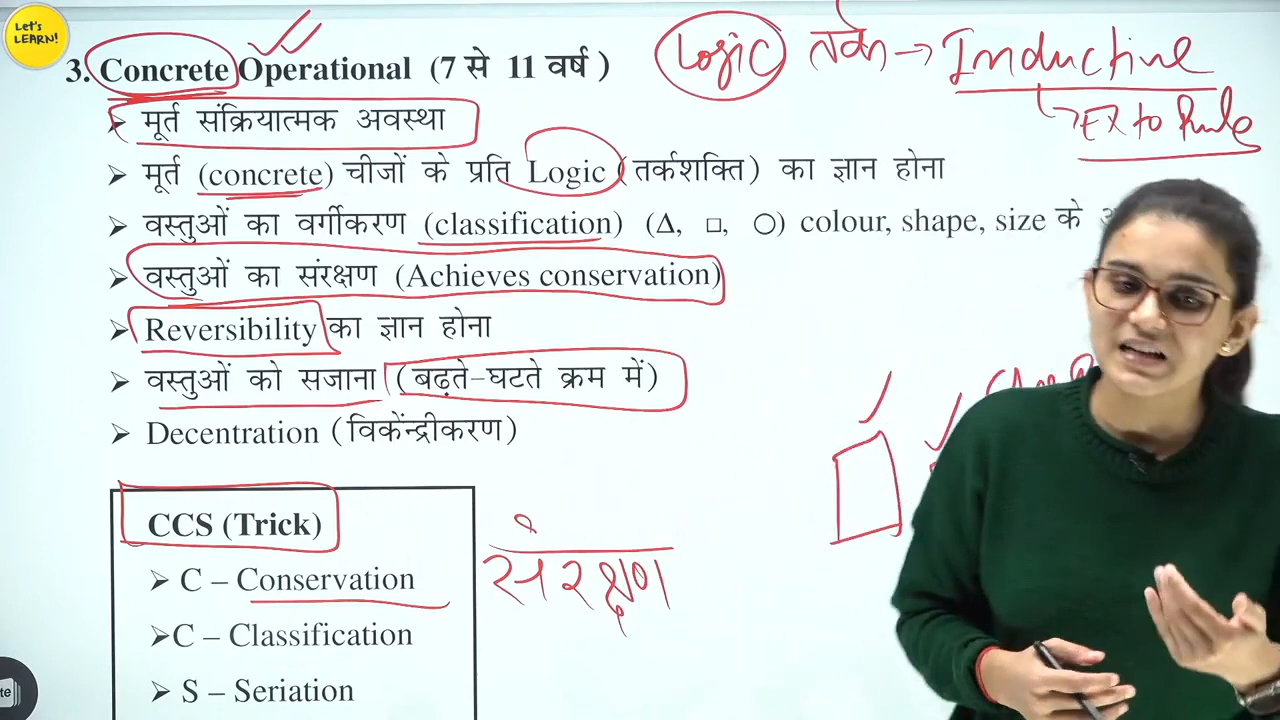 Let's
LEARN!
3. Concrete Operational (7 से 11 वर्ष)
Logic तर्क → Inductive
→ EX to Rule
➤ मूर्त संक्रियात्मक अवस्था
➤ मूर्त (concrete) चीजों के प्रति Logic (तर्कशक्ति) का ज्ञान होना
➤ वस्तुओं का वर्गीकरण (classification) (Δ, □, ○) colour, shape, size के
➤ वस्तुओं का संरक्षण (Achieves conservation)
➤ Reversibility का ज्ञान होना
➤ वस्तुओं को सजाना (बढ़ते-घटते क्रम में)
➤ Decentration (विकेंन्द्रीकरण)
CCS (Trick)
➤ C – Conservation
संरक्षण
➤ C – Classification
➤ S – Seriation